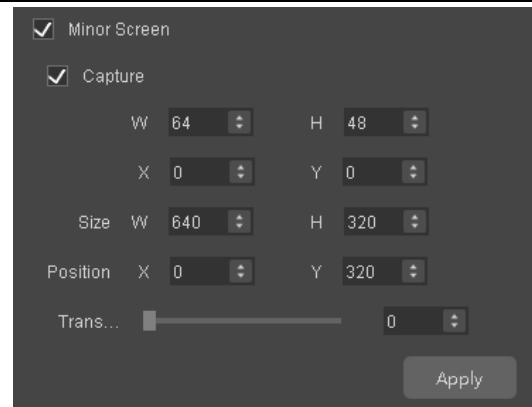 Minor Screen
Capture
W 64 H 48
X 0 Y 0
Size W 640 H 320
Position X 0 Y 320
Trans... 0
Apply